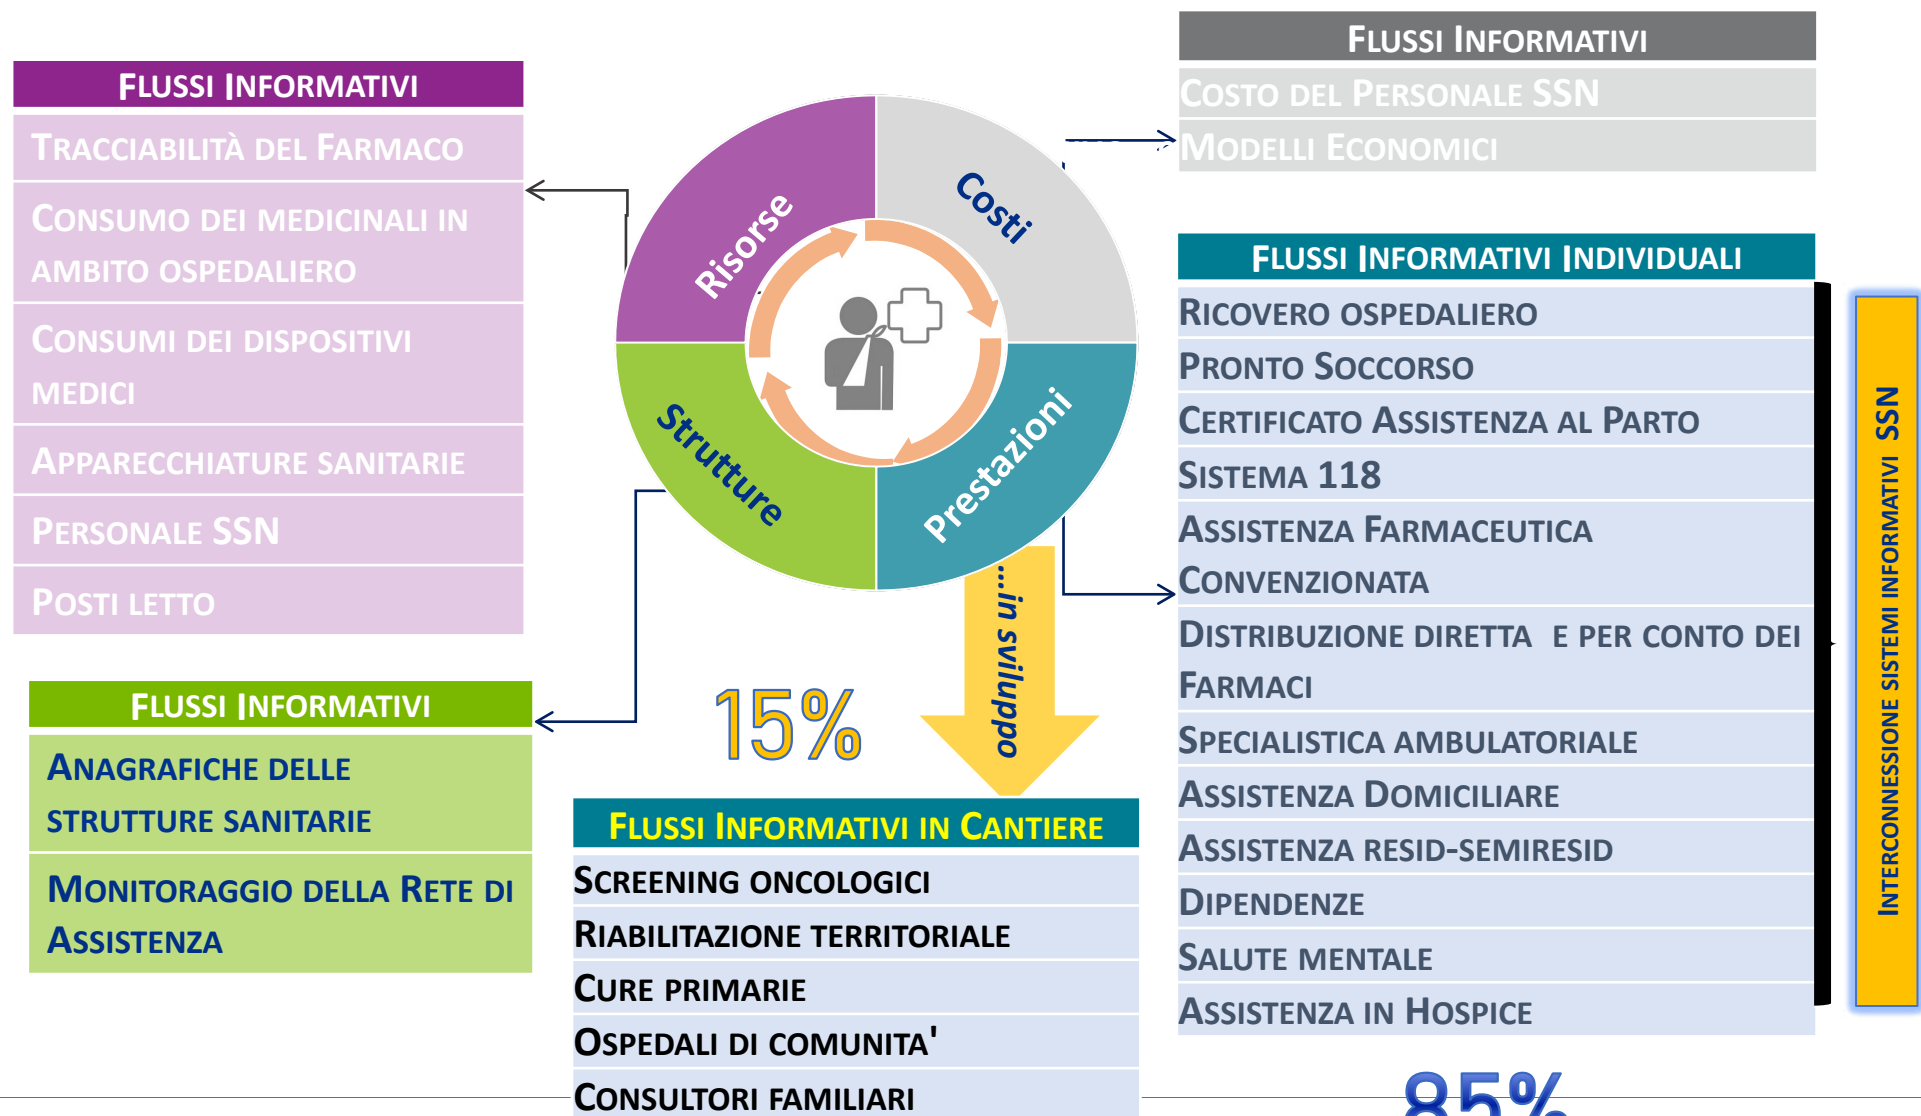 Flussi Informativi
Tracciabilità del Farmaco
Consumo dei medicinali in
ambito ospedaliero
Consumi dei dispositivi
medici
Apparecchiature sanitarie
Personale SSN
Posti letto
Flussi Informativi
Anagrafiche delle
strutture sanitarie
Monitoraggio della Rete di
Assistenza
Risorse
Costi
Strutture
Prestazioni
...in sviluppo
15%
Flussi Informativi in Cantiere
Screening oncologici
Riabilitazione territoriale
Cure primarie
Ospedali di comunita'
Consultori familiari
Flussi Informativi
Costo del Personale SSN
Modelli Economici
Flussi Informativi Individuali
Ricovero ospedaliero
Pronto Soccorso
Certificato Assistenza al Parto
Sistema 118
Assistenza Farmaceutica
Convenzionata
Distribuzione diretta e per conto dei
Farmaci
Specialistica ambulatoriale
Assistenza Domiciliare
Assistenza resid-semiresid
Dipendenze
Salute mentale
Assistenza in Hospice
85%
Interconnessione sistemi informativi SSN